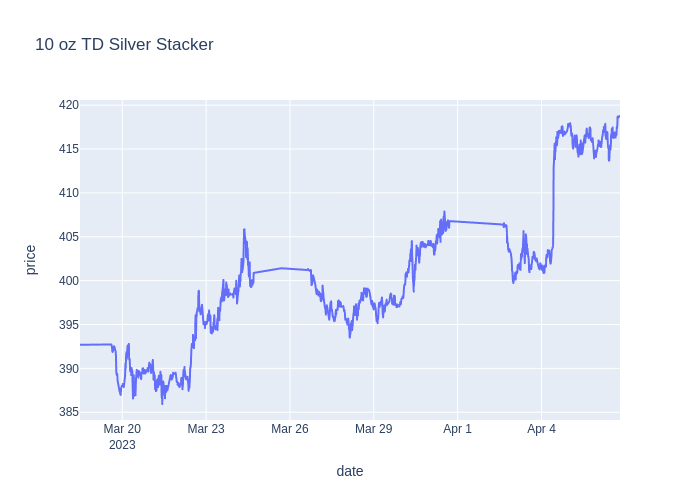 10 oz TD Silver Stacker
420
415
410
405
400
395
390
385
price
Mar 20
2023
Mar 23
Mar 26
Mar 29
Apr 1
Apr 4
date